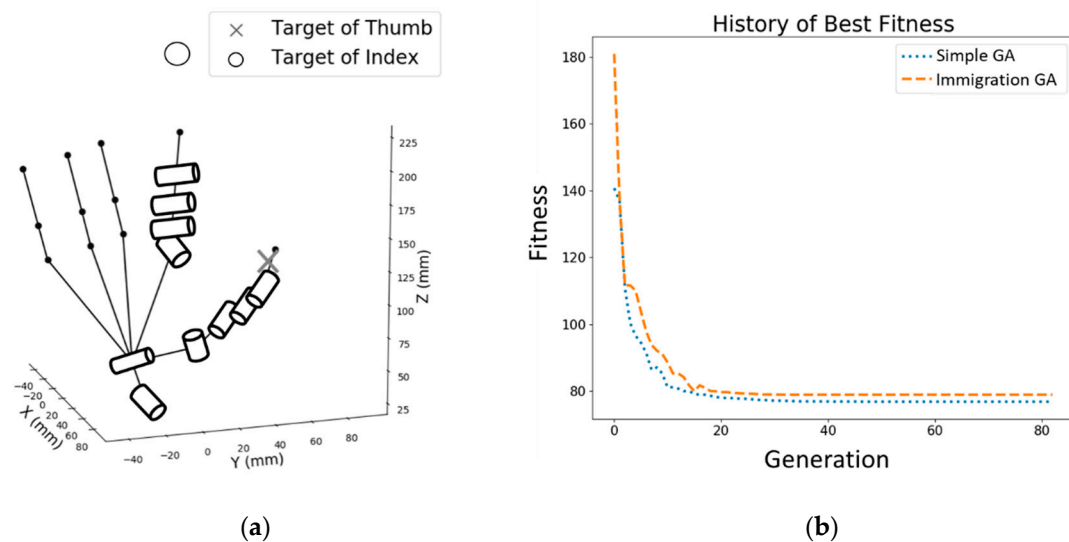 Target of Thumb
Target of Index
225
200
175
150
125
100
75
50
25
Z (mm)
-40
-20
0
20
40
60
80
X (mm)
-40
-20
0
20
40
60
80
Y (mm)
(a)
History of Best Fitness
Simple GA
Immigration GA
180
160
140
120
100
80
Fitness
0
20
40
60
80
Generation
(b)